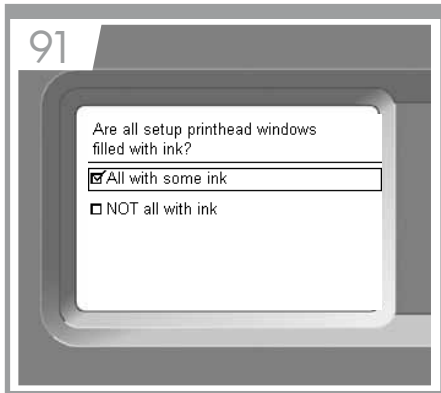 91
Are all setup printhead windows
filled with ink?
All with some ink
NOT all with ink